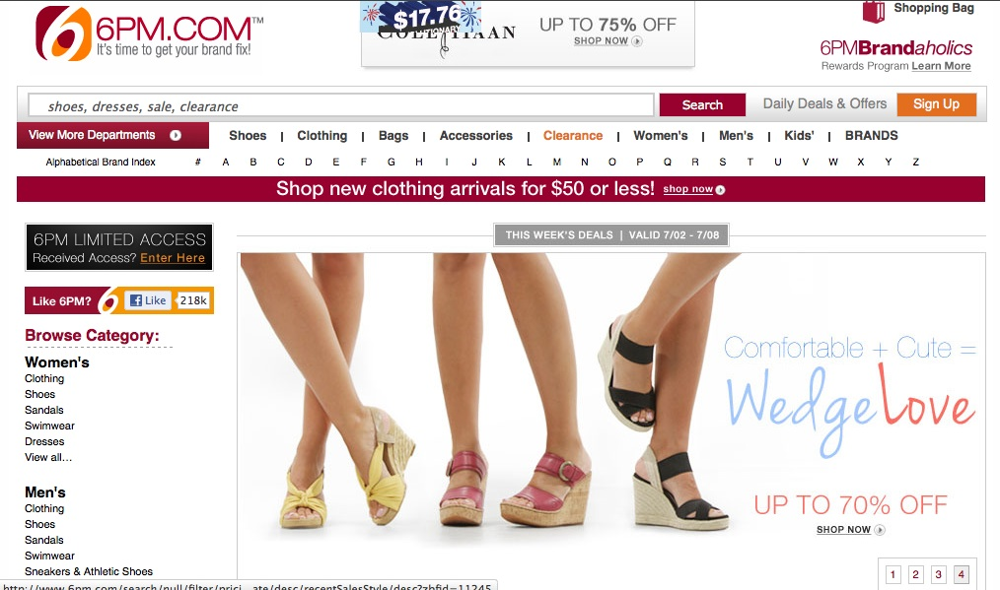 $17.76
6PM.COM™
It's time to get your brand fix!
COLE HAAN
UP TO 75% OFF
SHOP NOW
Shopping Bag
6PMBrandaholics
Rewards Program Learn More
shoes, dresses, sale, clearance
Search
Daily Deals & Offers
Sign Up
View More Departments
Shoes | Clothing | Bags | Accessories | Clearance | Women's | Men's | Kids' | BRANDS
Alphabetical Brand Index # A B C D E F G H I J K L M N O P Q R S T U V W X Y Z
Shop new clothing arrivals for $50 or less! shop now
6PM LIMITED ACCESS
Received Access? Enter Here
THIS WEEK'S DEALS | VALID 7/02 - 7/08
Like 6PM?
6
Like
218k
Browse Category:
Women's
Clothing
Shoes
Sandals
Swimwear
Dresses
View all...
Men's
Clothing
Shoes
Sandals
Swimwear
Sneakers & Athletic Shoes
Comfortable + Cute =
WedgeLove
UP TO 70% OFF
SHOP NOW
1 2 3 4
http://www.6pm.com/search/null/filter/prici...ate/desc/recentSalesStyle/desc?zbfid=11245